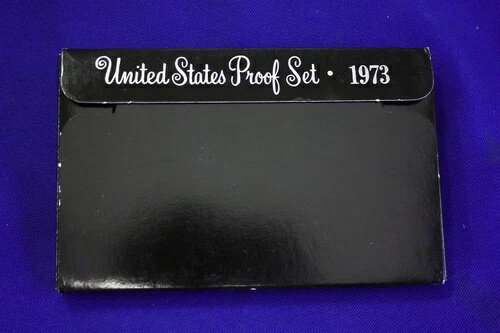 United States Proof Set · 1973